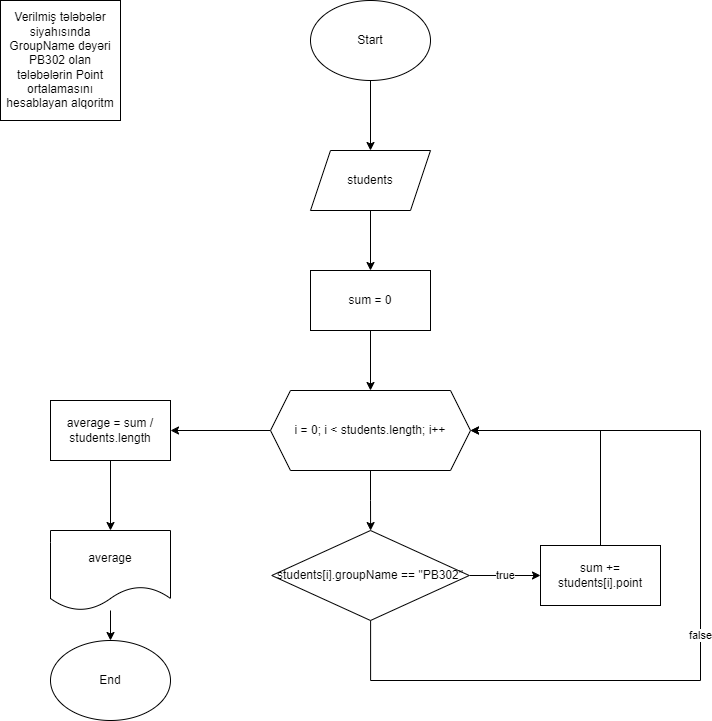 Verilmiş tələbələr
siyahısında
GroupName dəyəri
PB302 olan
tələbələrin Point
ortalamasını
hesablayan alqoritm
Start
students
sum = 0
i = 0; i < students.length; i++
average = sum /
students.length
average
End
students[i].groupName == "PB302"
true
sum +=
students[i].point
false